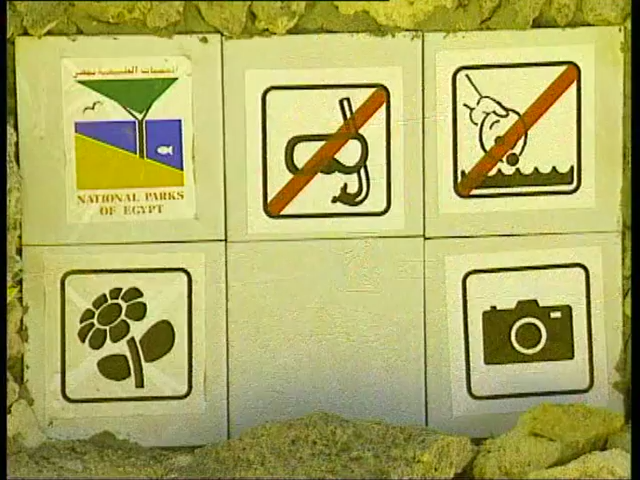 المحميات الطبيعية بمصر
NATIONAL PARKS
OF EGYPT